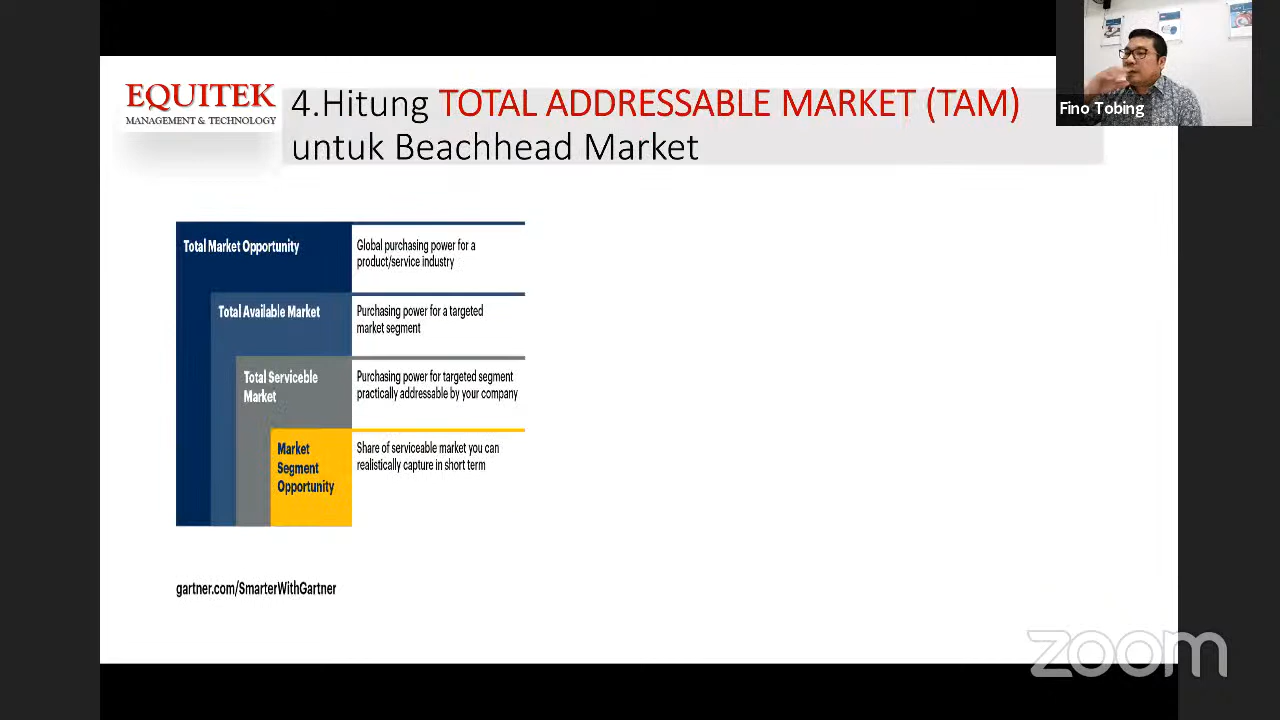 EQUITEK
MANAGEMENT & TECHNOLOGY
4.Hitung TOTAL ADDRESSABLE MARKET (TAM)
untuk Beachhead Market
Fino Tobing
Total Market Opportunity
Global purchasing power for a
product/service industry
Total Available Market
Purchasing power for a targeted
market segment
Total Serviceble
Market
Purchasing power for targeted segment
practically addressable by your company
Market
Segment
Opportunity
Share of serviceable market you can
realistically capture in short term
gartner.com/SmarterWithGartner
zoom